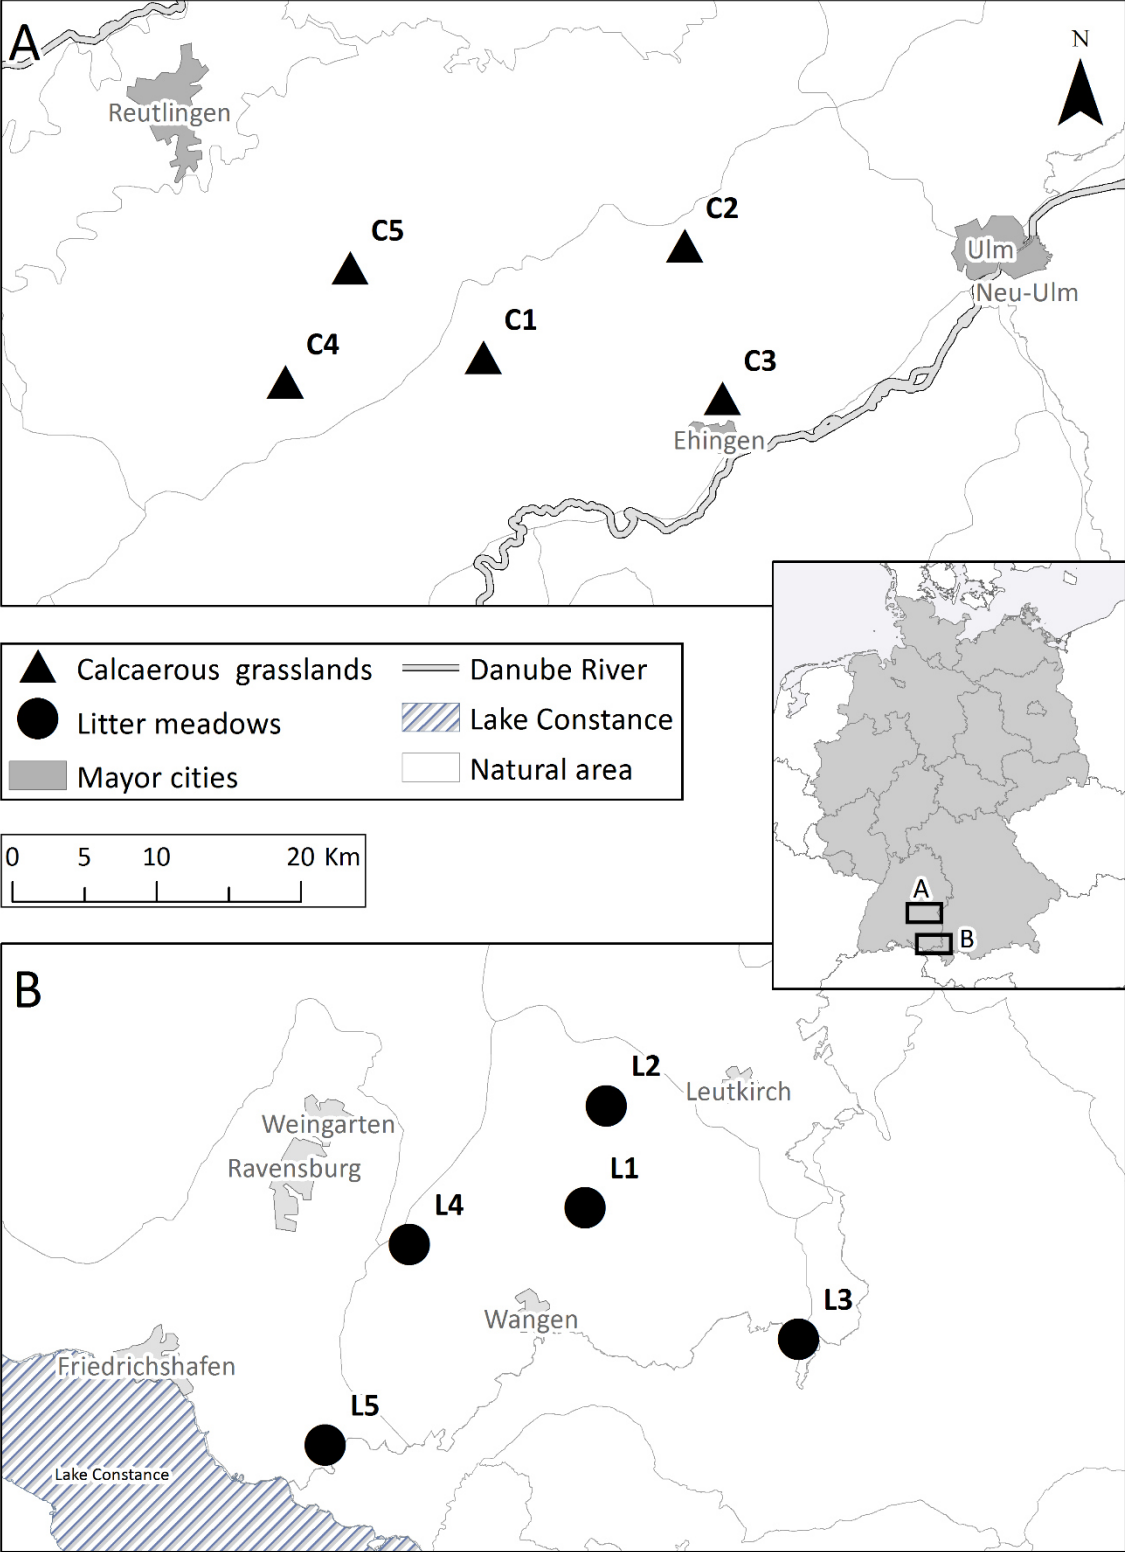 A
N
Reutlingen
C2
C5
Ulm
Neu-Ulm
C1
C4
C3
Ehingen
Calcaerous grasslands
Danube River
Litter meadows
Lake Constance
Mayor cities
Natural area
0 5 10 20 Km
A
B
B
L2
Leutkirch
Weingarten
Ravensburg
L1
L4
L3
Wangen
Friedrichshafen
L5
Lake Constance